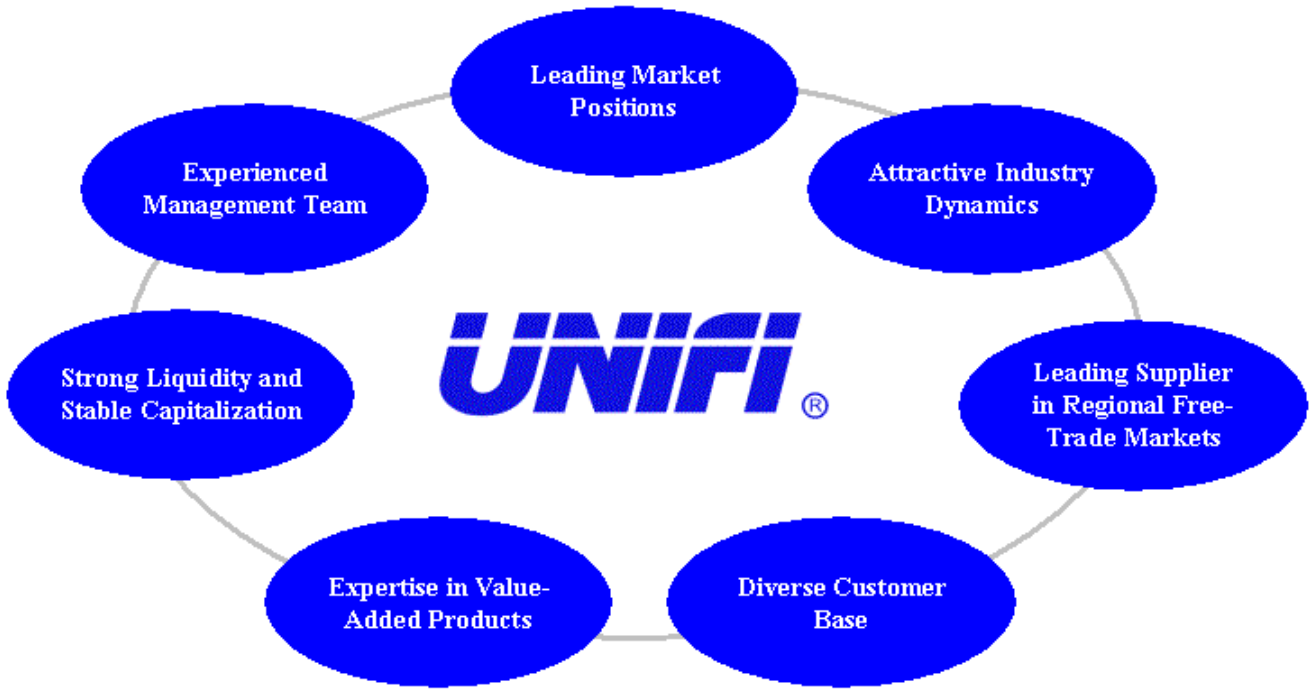 Leading Market
Positions
Experienced
Management Team
Attractive Industry
Dynamics
UNIFI ®
Strong Liquidity and
Stable Capitalization
Leading Supplier
in Regional Free-
Trade Markets
Expertise in Value-
Added Products
Diverse Customer
Base